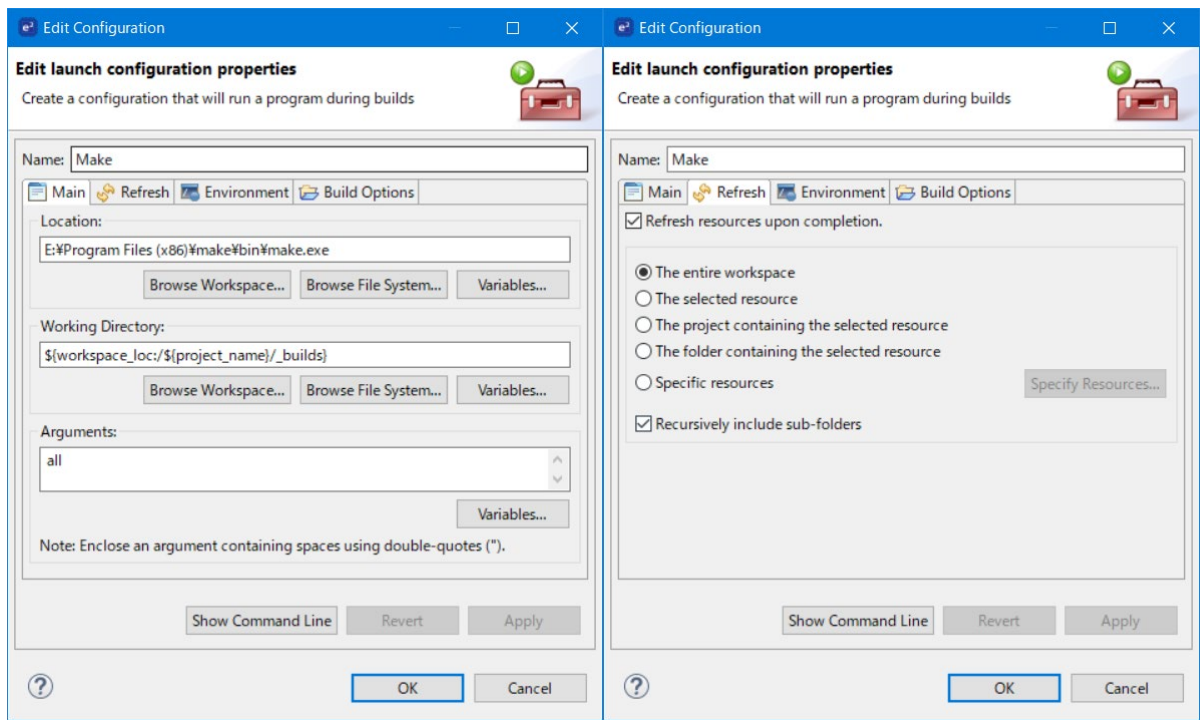 Edit Configuration
Edit launch configuration properties
Create a configuration that will run a program during builds
Name: Make
Main Refresh Environment Build Options
Location:
E:¥Program Files (x86)¥make¥bin¥make.exe
Browse Workspace... Browse File System... Variables...
Working Directory:
${workspace_loc:/${project_name}/_builds}
Browse Workspace... Browse File System... Variables...
Arguments:
all
Variables...
Note: Enclose an argument containing spaces using double-quotes (").
Show Command Line Revert Apply
? OK Cancel
Edit Configuration
Edit launch configuration properties
Create a configuration that will run a program during builds
Name: Make
Main Refresh Environment Build Options
Refresh resources upon completion.
The entire workspace
The selected resource
The project containing the selected resource
The folder containing the selected resource
Specific resources Specify Resources...
Recursively include sub-folders
Show Command Line Revert Apply
? OK Cancel